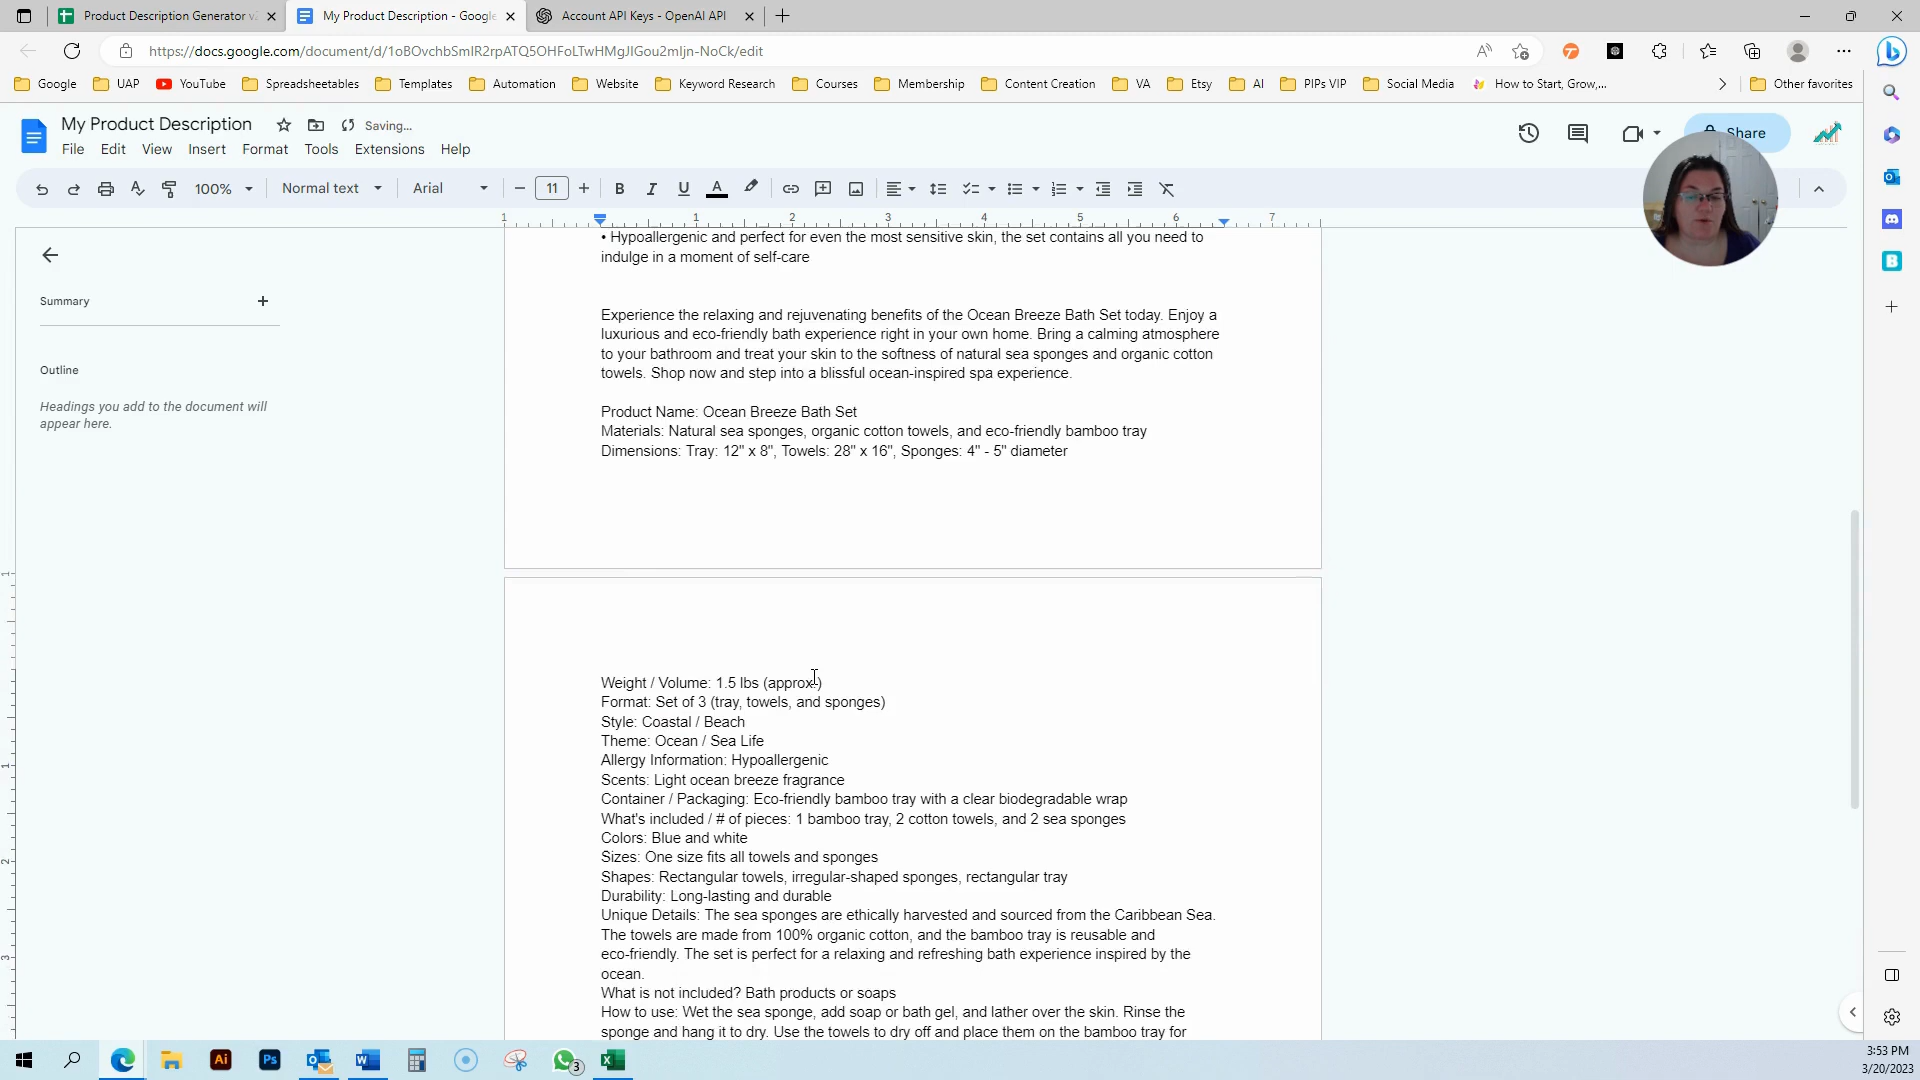 Product Description Generator v2
My Product Description - Google
Account API Keys - OpenAI API
https://docs.google.com/document/d/1oBOvchbSmIR2rpATQ5OHFoLTwHMgJIGou2mIjn-NoCk/edit
Google
UAP
YouTube
Spreadsheetables
Templates
Automation
Website
Keyword Research
Courses
Membership
Content Creation
VA
Etsy
AI
PIPs VIP
Social Media
How to Start, Grow,...
Other favorites
My Product Description
Saving...
File Edit View Insert Format Tools Extensions Help
Share
100%
Normal text
Arial
11
1 1 2 3 4 5 6 7
Summary
Outline
Headings you add to the document will
appear here.
• Hypoallergenic and perfect for even the most sensitive skin, the set contains all you need to
indulge in a moment of self-care
Experience the relaxing and rejuvenating benefits of the Ocean Breeze Bath Set today. Enjoy a
luxurious and eco-friendly bath experience right in your own home. Bring a calming atmosphere
to your bathroom and treat your skin to the softness of natural sea sponges and organic cotton
towels. Shop now and step into a blissful ocean-inspired spa experience.
Product Name: Ocean Breeze Bath Set
Materials: Natural sea sponges, organic cotton towels, and eco-friendly bamboo tray
Dimensions: Tray: 12" x 8", Towels: 28" x 16", Sponges: 4" - 5" diameter
Weight / Volume: 1.5 lbs (approx.)
Format: Set of 3 (tray, towels, and sponges)
Style: Coastal / Beach
Theme: Ocean / Sea Life
Allergy Information: Hypoallergenic
Scents: Light ocean breeze fragrance
Container / Packaging: Eco-friendly bamboo tray with a clear biodegradable wrap
What's included / # of pieces: 1 bamboo tray, 2 cotton towels, and 2 sea sponges
Colors: Blue and white
Sizes: One size fits all towels and sponges
Shapes: Rectangular towels, irregular-shaped sponges, rectangular tray
Durability: Long-lasting and durable
Unique Details: The sea sponges are ethically harvested and sourced from the Caribbean Sea.
The towels are made from 100% organic cotton, and the bamboo tray is reusable and
eco-friendly. The set is perfect for a relaxing and refreshing bath experience inspired by the
ocean.
What is not included? Bath products or soaps
How to use: Wet the sea sponge, add soap or bath gel, and lather over the skin. Rinse the
sponge and hang it to dry. Use the towels to dry off and place them on the bamboo tray for
3:53 PM
3/20/2023